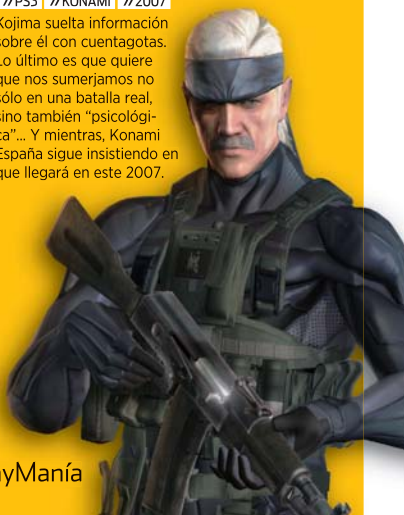 PS3 KONAMI 2007
Kojima suelta información
sobre él con cuentagotas.
Lo último es que quiere
que nos sumerjamos no
sólo en una batalla real,
sino también “psicológi-
ca”... Y mientras, Konami
España sigue insistiendo en
que llegará en este 2007.
yManía